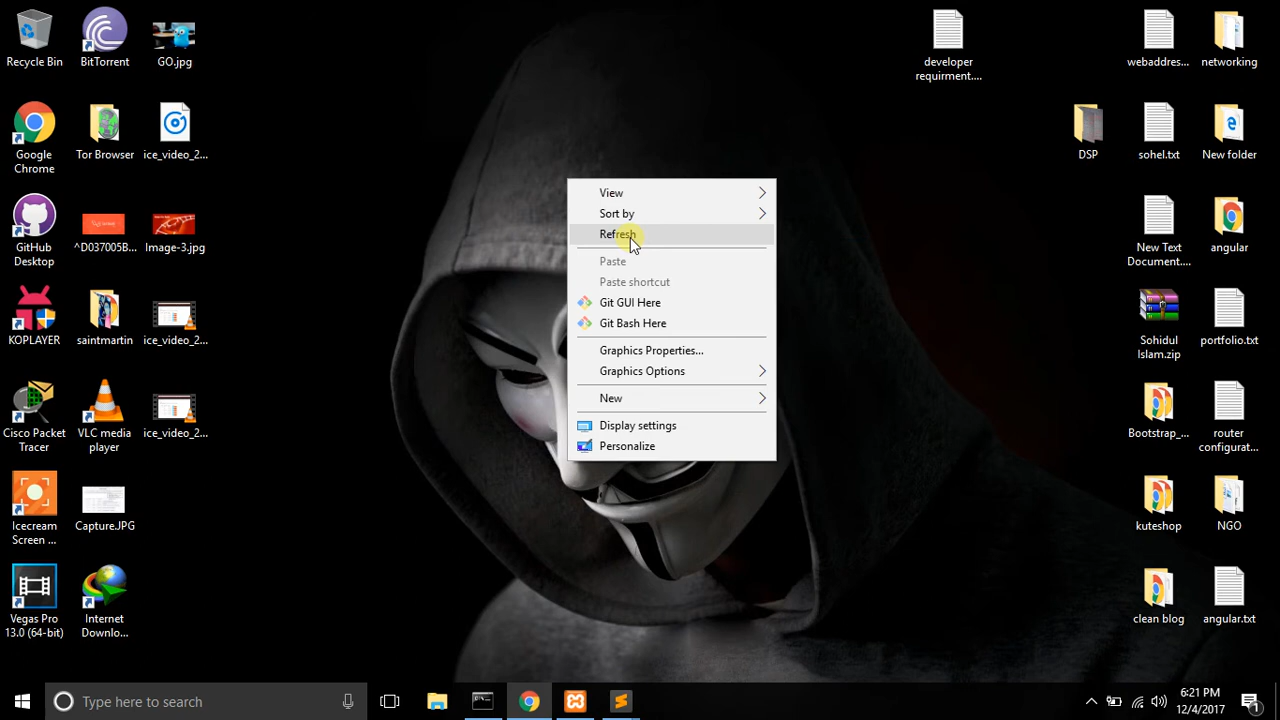 Recycle Bin
BitTorrent
GO.jpg
Google
Chrome
Tor Browser
ice_video_2...
GitHub
Desktop
^D037005B...
Image-3.jpg
KOPLAYER
saintmartin
ice_video_2...
Cisco Packet
Tracer
VLC media
player
ice_video_2...
Icecream
Screen ...
Capture.JPG
Vegas Pro
13.0 (64-bit)
Internet
Downlo...
View
Sort by
Refresh
Paste
Paste shortcut
Git GUI Here
Git Bash Here
Graphics Properties...
Graphics Options
New
Display settings
Personalize
developer
requirment....
webaddres...
networking
DSP
sohel.txt
New folder
New Text
Document....
angular
Sohidul
Islam.zip
portfolio.txt
Bootstrap_...
router
configurat...
kuteshop
NGO
clean blog
angular.txt
Type here to search
6:21 PM
12/4/2017
1